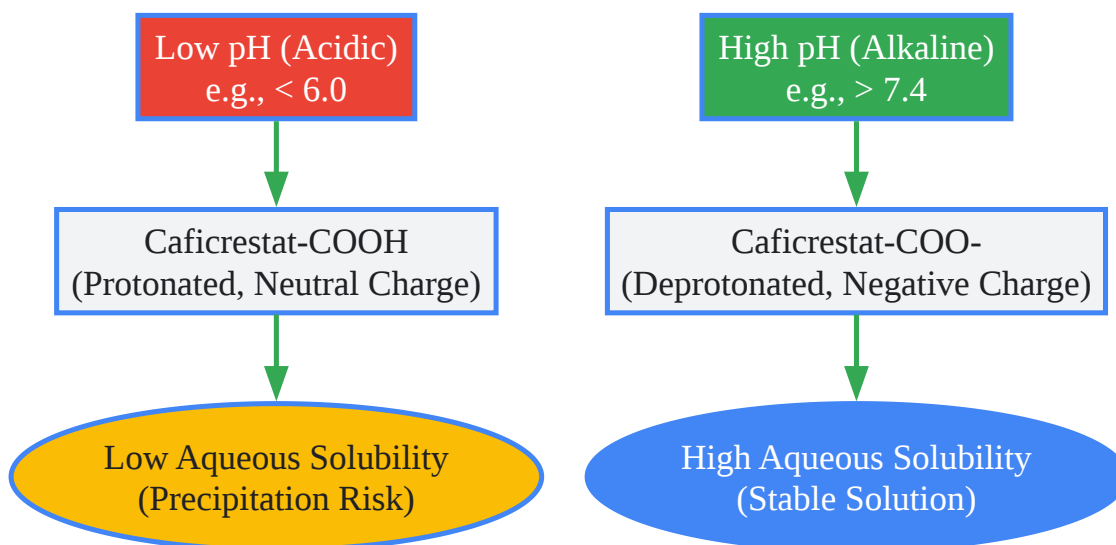 Low pH (Acidic)
e.g., < 6.0
High pH (Alkaline)
e.g., > 7.4
Caficrestat-COOH
(Protonated, Neutral Charge)
Caficrestat-COO-
(Deprotonated, Negative Charge)
Low Aqueous Solubility
(Precipitation Risk)
High Aqueous Solubility
(Stable Solution)